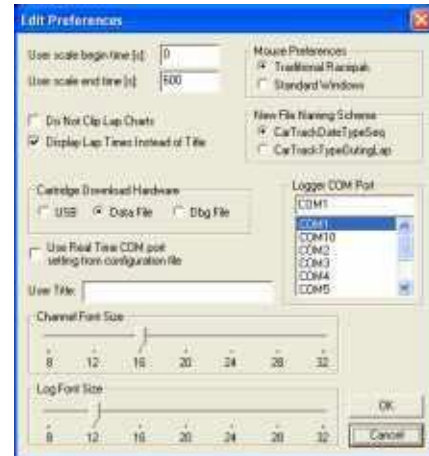 Edit Preferences
User scale begin time [s]: 0
User scale end time [s]: 600
Mouse Preferences
Traditional Racepak
Standard Windows
Do Not Clip Lap Charts
Display Lap Times Instead of Title
New File Naming Scheme
CarTrackDateTypeSeq
CarTrackTypeOutingLap
Cartridge Download Hardware
USB Data File Dbg File
Logger COM Port
COM1
COM1
COM10
COM2
COM3
COM4
COM5
Use Real Time COM port
setting from configuration file
User Title:
Channel Font Size
8 12 16 20 24 28 32
Log Font Size
8 12 16 20 24 28 32
OK
Cancel